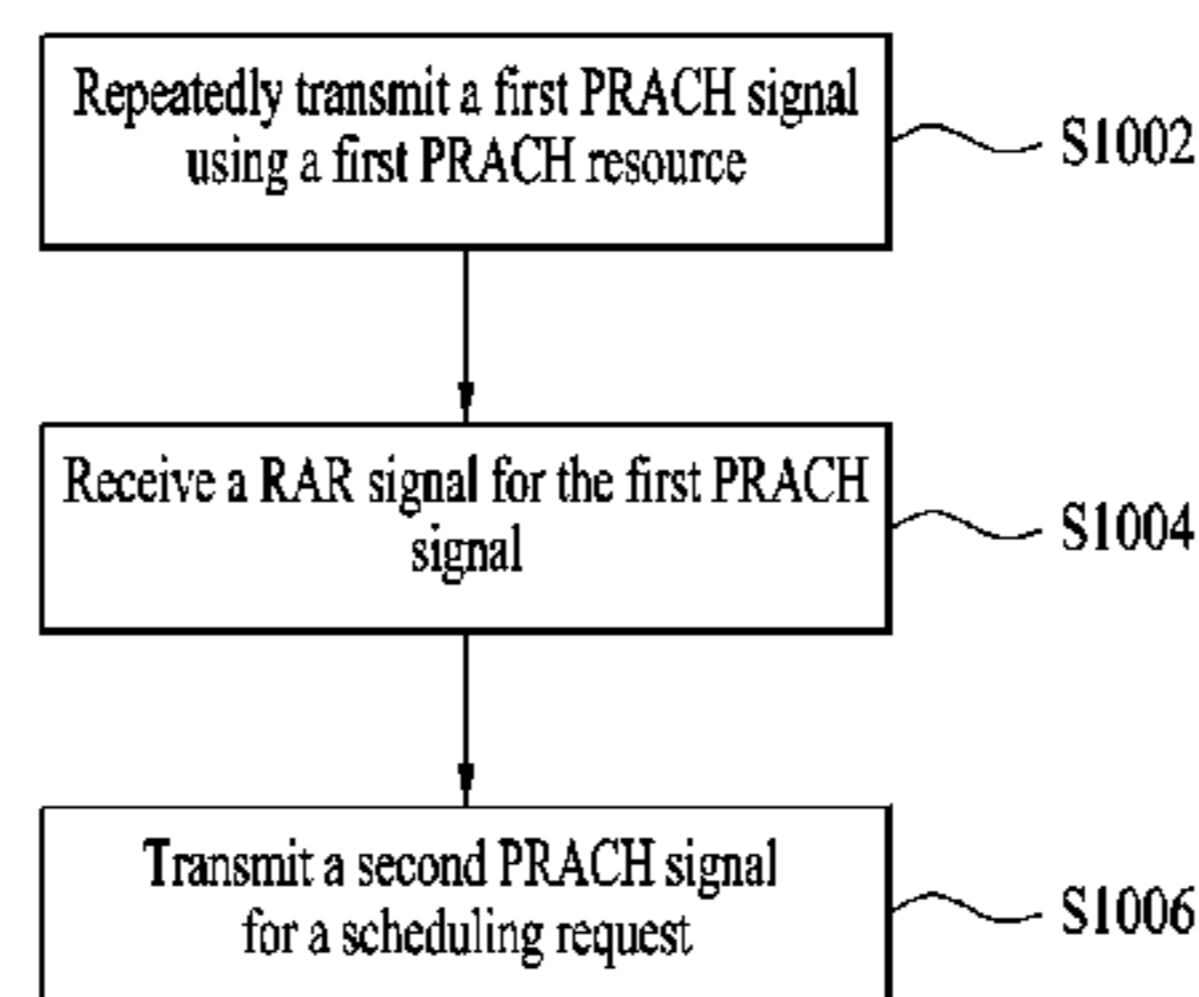 Repeatedly transmit a first PRACH signal
using a first PRACH resource
S1002
Receive a RAR signal for the first PRACH
signal
S1004
Transmit a second PRACH signal
for a scheduling request
S1006